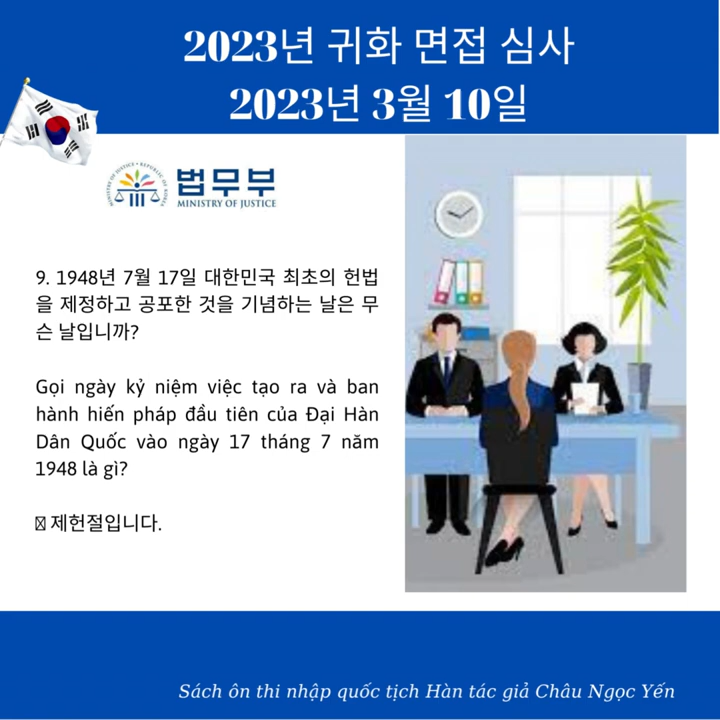 2023년 귀화 면접 심사
2023년 3월 10일
MINISTRY OF JUSTICE • REPUBLIC OF KOREA
법무부
MINISTRY OF JUSTICE
9. 1948년 7월 17일 대한민국 최초의 헌법
을 제정하고 공포한 것을 기념하는 날은 무
슨 날입니까?
Gọi ngày kỷ niệm việc tạo ra và ban
hành hiến pháp đầu tiên của Đại Hàn
Dân Quốc vào ngày 17 tháng 7 năm
1948 là gì?
제헌절입니다.
Sách ôn thi nhập quốc tịch Hàn tác giả Châu Ngọc Yến